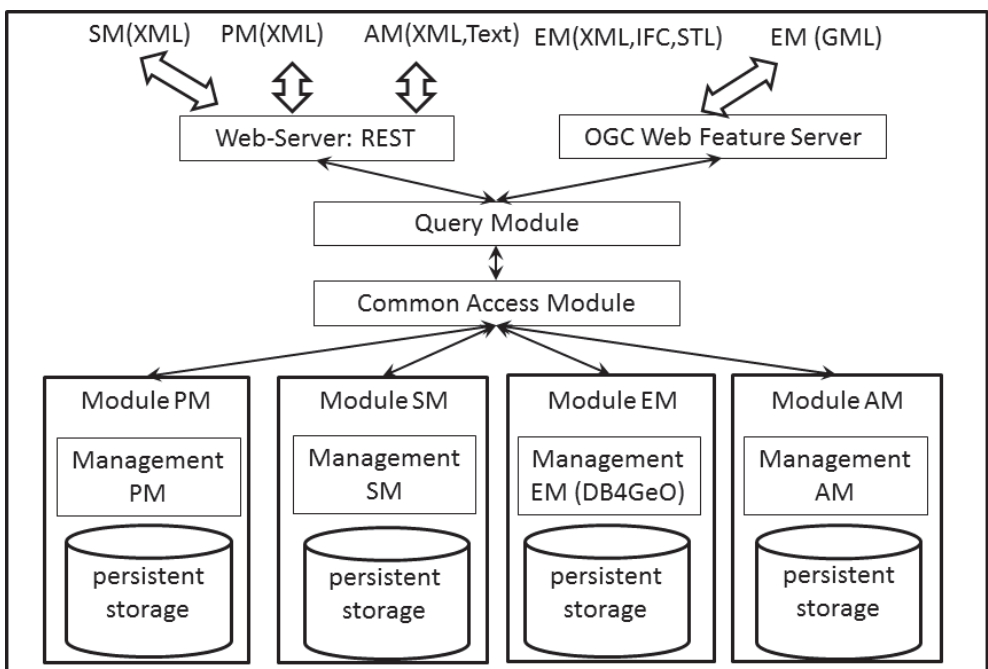 SM(XML) PM(XML) AM(XML,Text) EM(XML,IFC,STL) EM (GML)
Web-Server: REST
OGC Web Feature Server
Query Module
Common Access Module
Module PM
Management
PM
persistent
storage
Module SM
Management
SM
persistent
storage
Module EM
Management
EM (DB4GeO)
persistent
storage
Module AM
Management
AM
persistent
storage